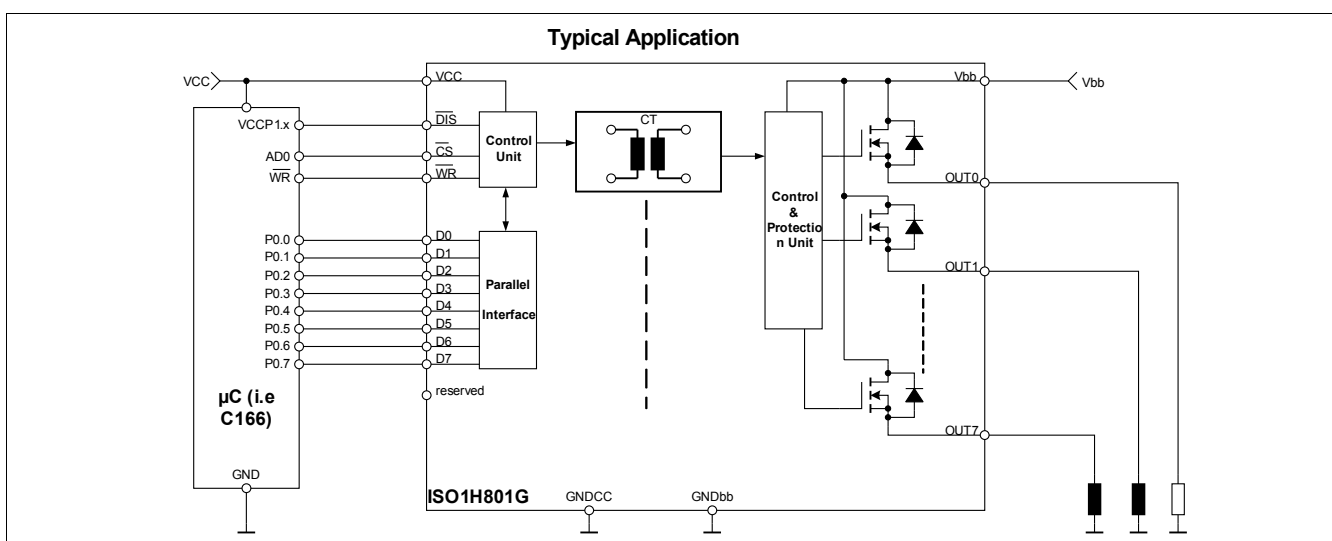 Typical Application
VCC
VCC
Vbb
Vbb
VCCP1.x
DIS
CT
Control
Unit
AD0
CS
WR
WR
OUT0
Control
&
Protectio
n Unit
P0.0
D0
P0.1
D1
P0.2
D2
P0.3
D3
P0.4
D4
P0.5
D5
P0.6
D6
P0.7
D7
Parallel
Interface
OUT1
reserved
µC (i.e
C166)
OUT7
GND
ISO1H801G
GNDCC
GNDbb